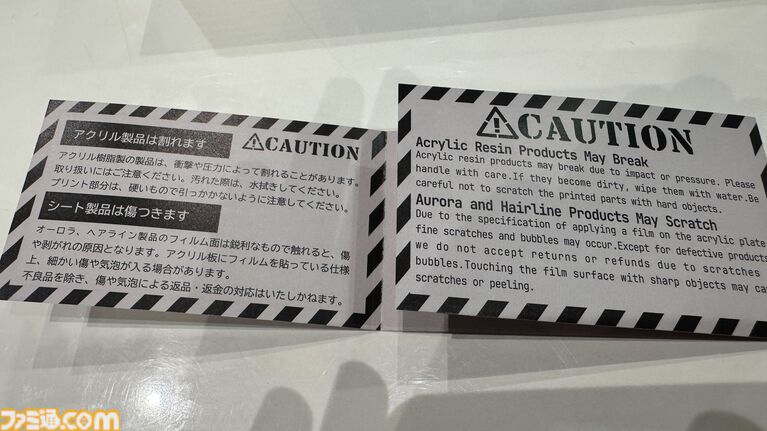 アクリル製品は割れます
CAUTION
アクリル樹脂製の製品は、衝撃や圧力によって割れることがあります。
取り扱いにはご注意ください。汚れた際は、水拭きしてください。
プリント部分は、硬いもので引っかかないように注意してください。
シート製品は傷つきます
オーロラ、ヘアライン製品のフィルム面は鋭利なもので触れると、傷
や剥がれの原因となります。アクリル板にフィルムを貼っている仕様
上、細かい傷や気泡が入る場合があります。
不良品を除き、傷や気泡による返品・返金の対応はいたしかねます。
CAUTION
Acrylic Resin Products May Break
Acrylic resin products may break due to impact or pressure. Please
handle with care.If they become dirty, wipe them with water.Be
careful not to scratch the printed parts with hard objects.
Aurora and Hairline Products May Scratch
Due to the specification of applying a film on the acrylic plate
fine scratches and bubbles may occur.Except for defective products
we do not accept returns or refunds due to scratches
bubbles.Touching the film surface with sharp objects may
scratches or peeling.
ファミ通.com